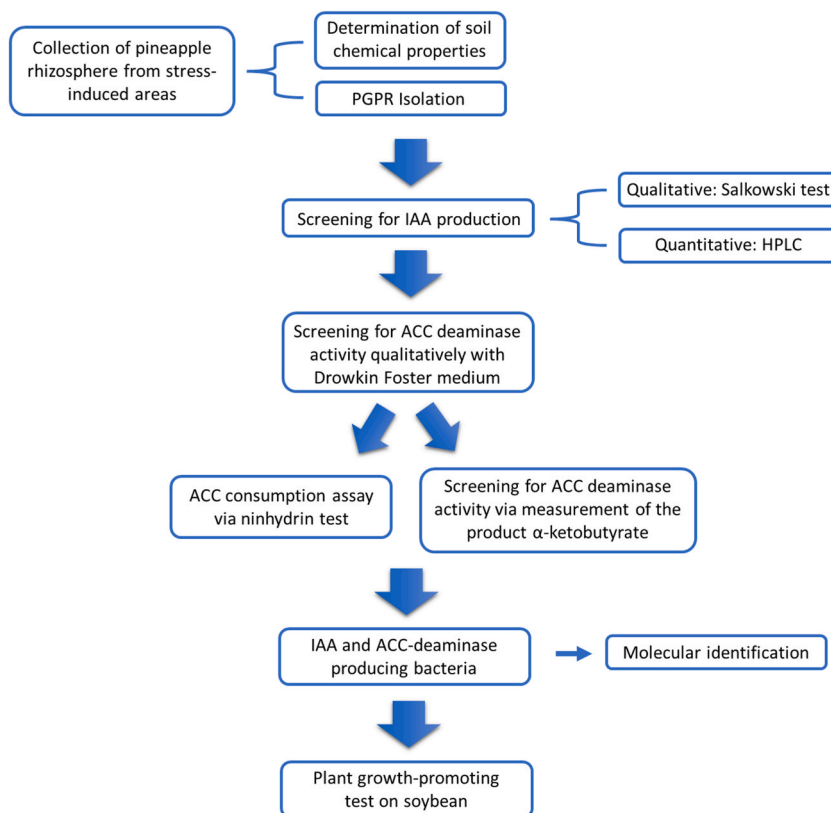 Collection of pineapple
rhizosphere from stress-
induced areas
Determination of soil
chemical properties
PGPR Isolation
Screening for IAA production
Qualitative: Salkowski test
Quantitative: HPLC
Screening for ACC deaminase
activity qualitatively with
Drowkin Foster medium
ACC consumption assay
via ninhydrin test
Screening for ACC deaminase
activity via measurement of the
product α-ketobutyrate
IAA and ACC-deaminase
producing bacteria
Molecular identification
Plant growth-promoting
test on soybean